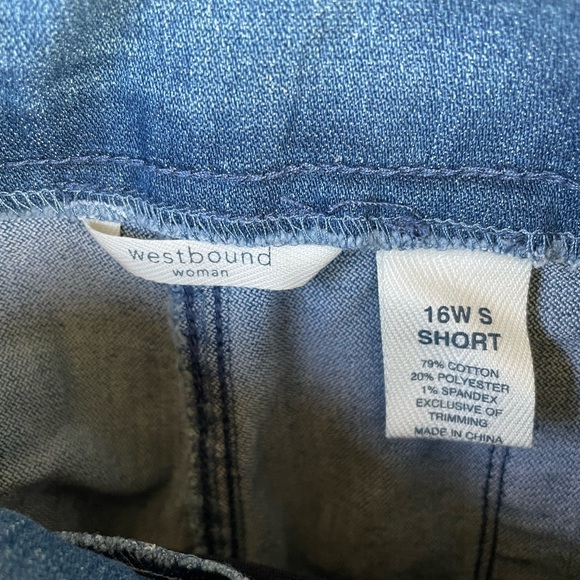 westbound
woman
16W S
SHORT
79% COTTON
20% POLYESTER
1% SPANDEX
EXCLUSIVE OF
TRIMMING
MADE IN CHINA